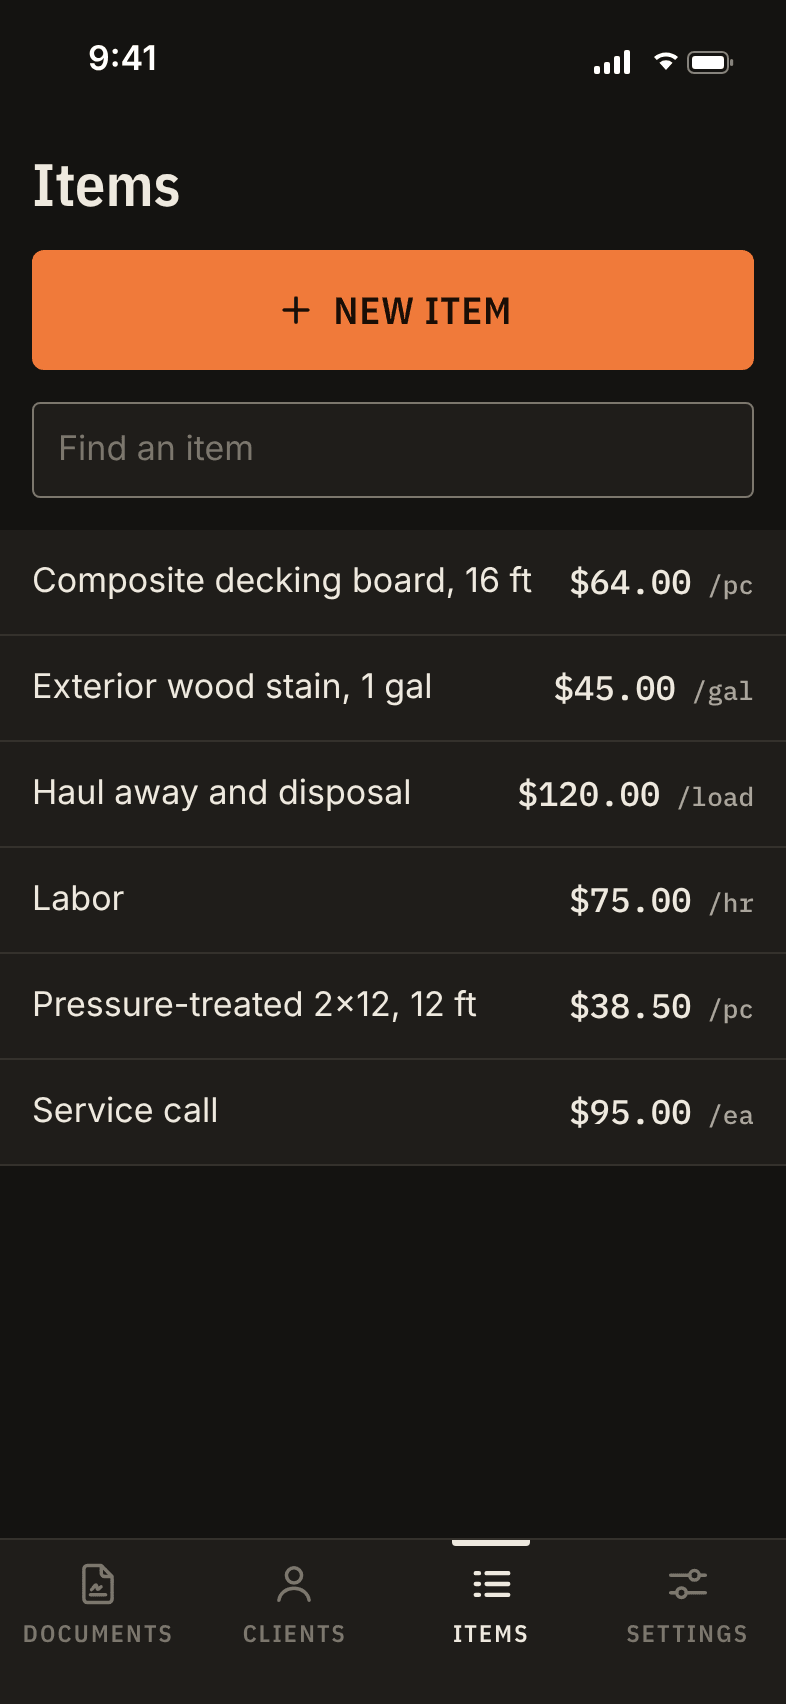 9:41
Items
+ NEW ITEM
Find an item
Composite decking board, 16 ft $64.00 /pc
Exterior wood stain, 1 gal $45.00 /gal
Haul away and disposal $120.00 /load
Labor $75.00 /hr
Pressure-treated 2×12, 12 ft $38.50 /pc
Service call $95.00 /ea
DOCUMENTS CLIENTS ITEMS SETTINGS